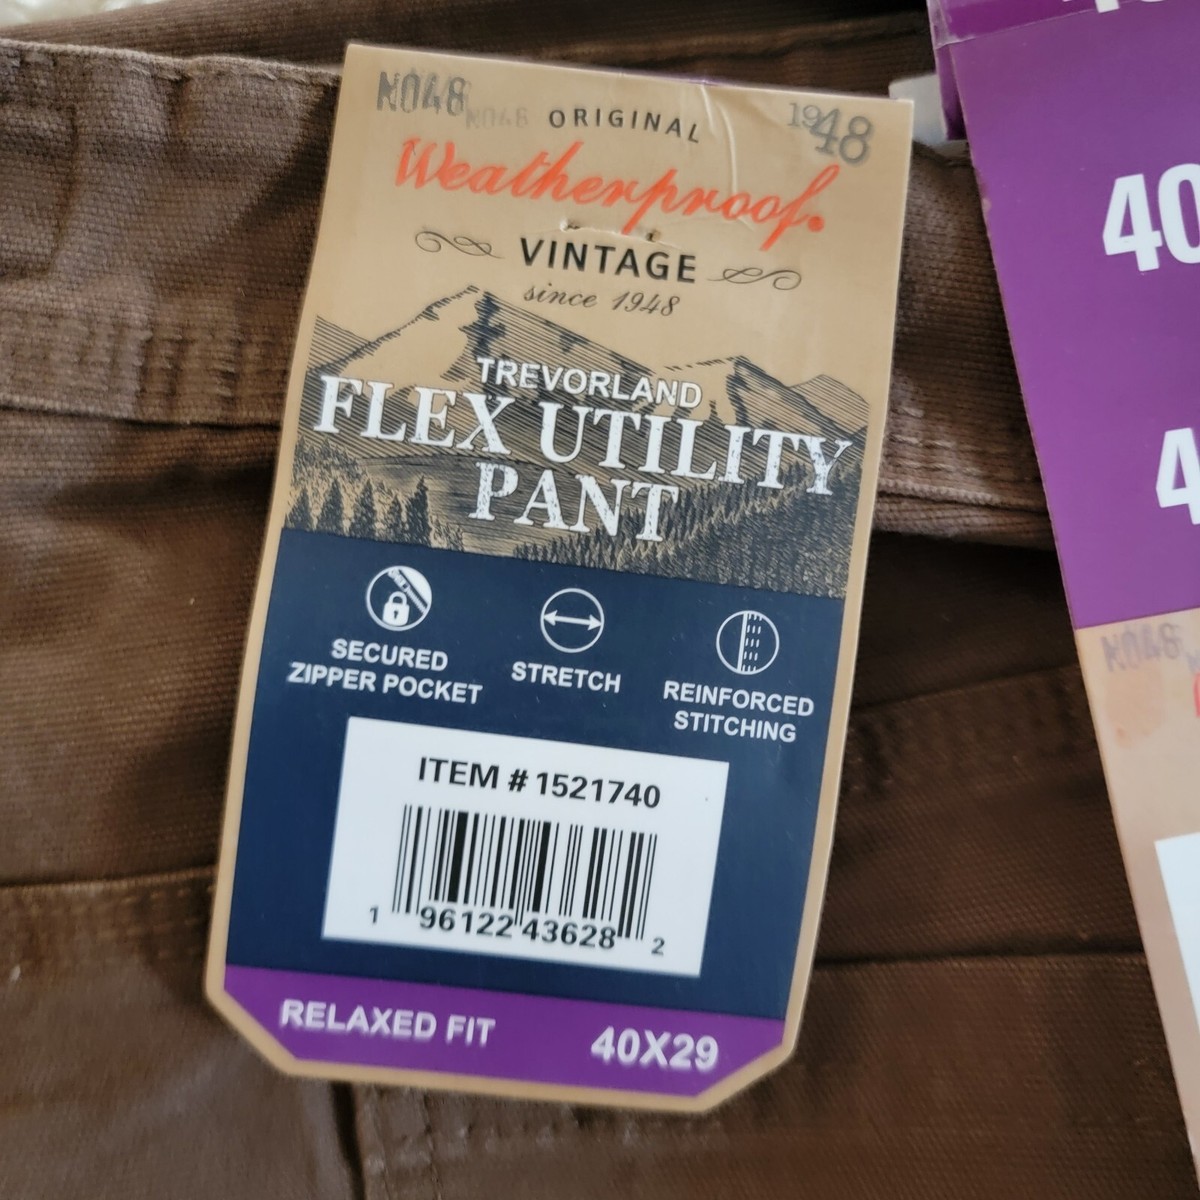 N048 N048 ORIGINAL 1948
Weatherproof.
VINTAGE
since 1948
TREVORLAND
FLEX UTILITY
PANT
SECURED
ZIPPER POCKET
STRETCH
REINFORCED
STITCHING
ITEM # 1521740
1 96122 43628 2
RELAXED FIT 40X29
40
4
N048